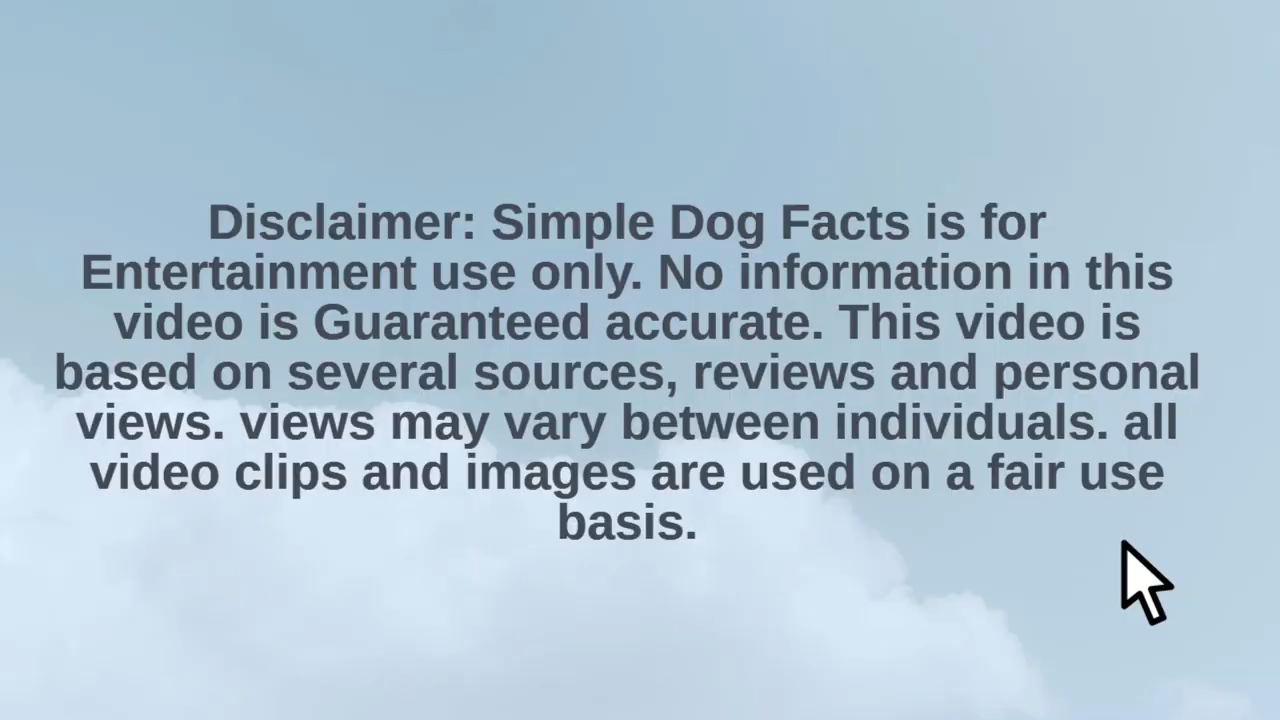 Disclaimer: Simple Dog Facts is for
Entertainment use only. No information in this
video is Guaranteed accurate. This video is
based on several sources, reviews and personal
views. views may vary between individuals. all
video clips and images are used on a fair use
basis.